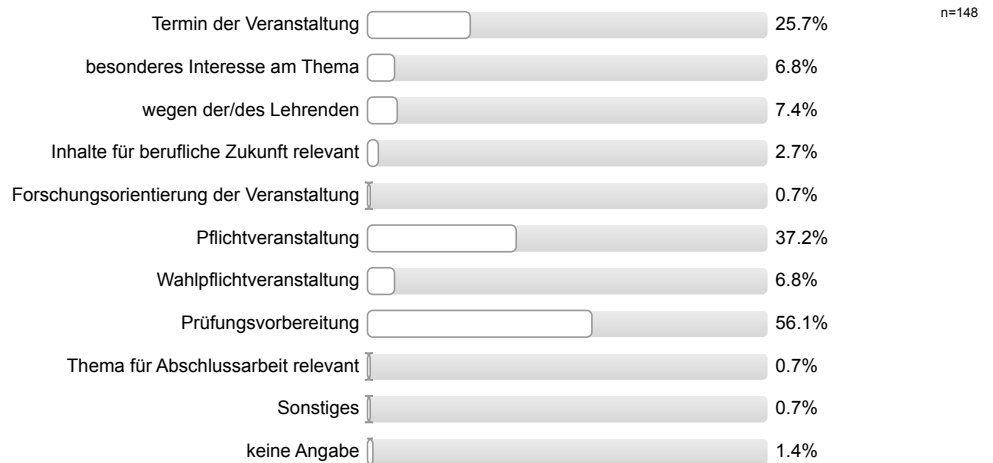 Termin der Veranstaltung 25.7% n=148
besonderes Interesse am Thema 6.8%
wegen der/des Lehrenden 7.4%
Inhalte für berufliche Zukunft relevant 2.7%
Forschungsorientierung der Veranstaltung 0.7%
Pflichtveranstaltung 37.2%
Wahlpflichtveranstaltung 6.8%
Prüfungsvorbereitung 56.1%
Thema für Abschlussarbeit relevant 0.7%
Sonstiges 0.7%
keine Angabe 1.4%